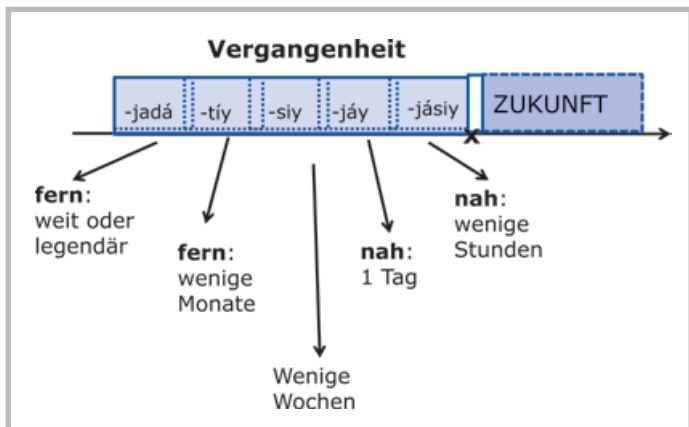 Vergangenheit
-jadá -tíy -siy -jáy -jásiy ZUKUNFT
x
fern:
weit oder
legendär
fern:
wenige
Monate
Wenige
Wochen
nah:
1 Tag
nah:
wenige
Stunden